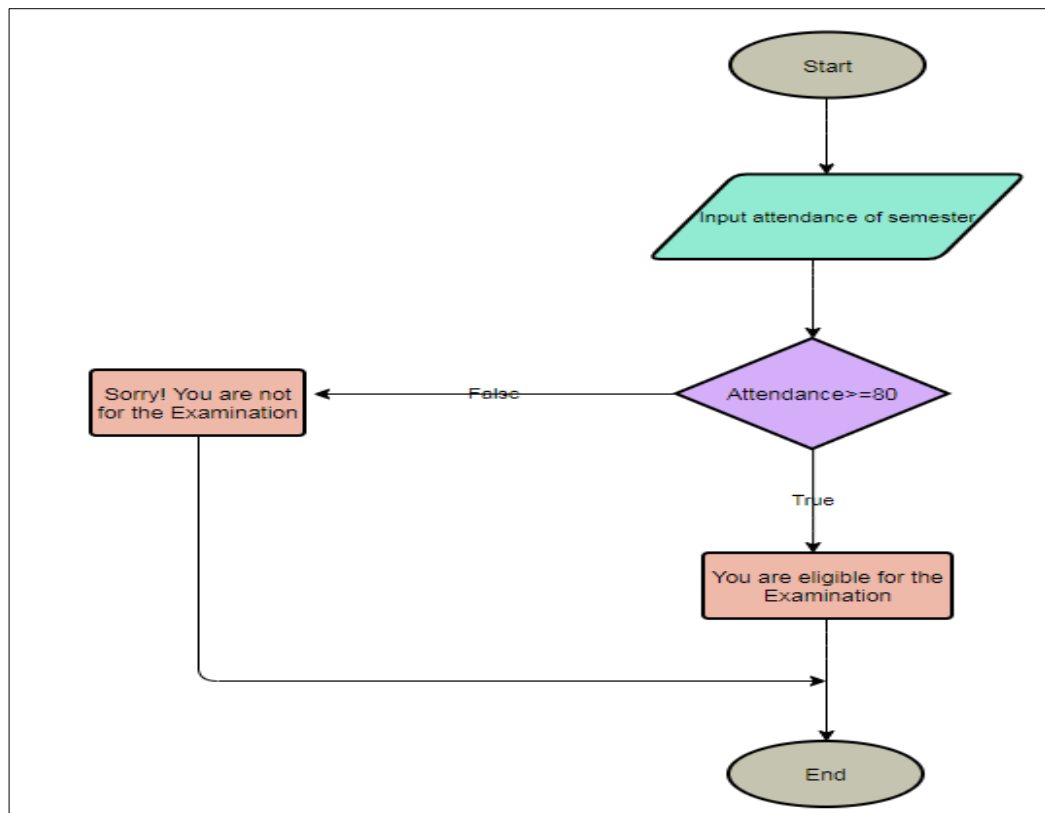 Start
Input attendance of semester
Attendance>=80
False
Sorry! You are not
for the Examination
True
You are eligible for the
Examination
End